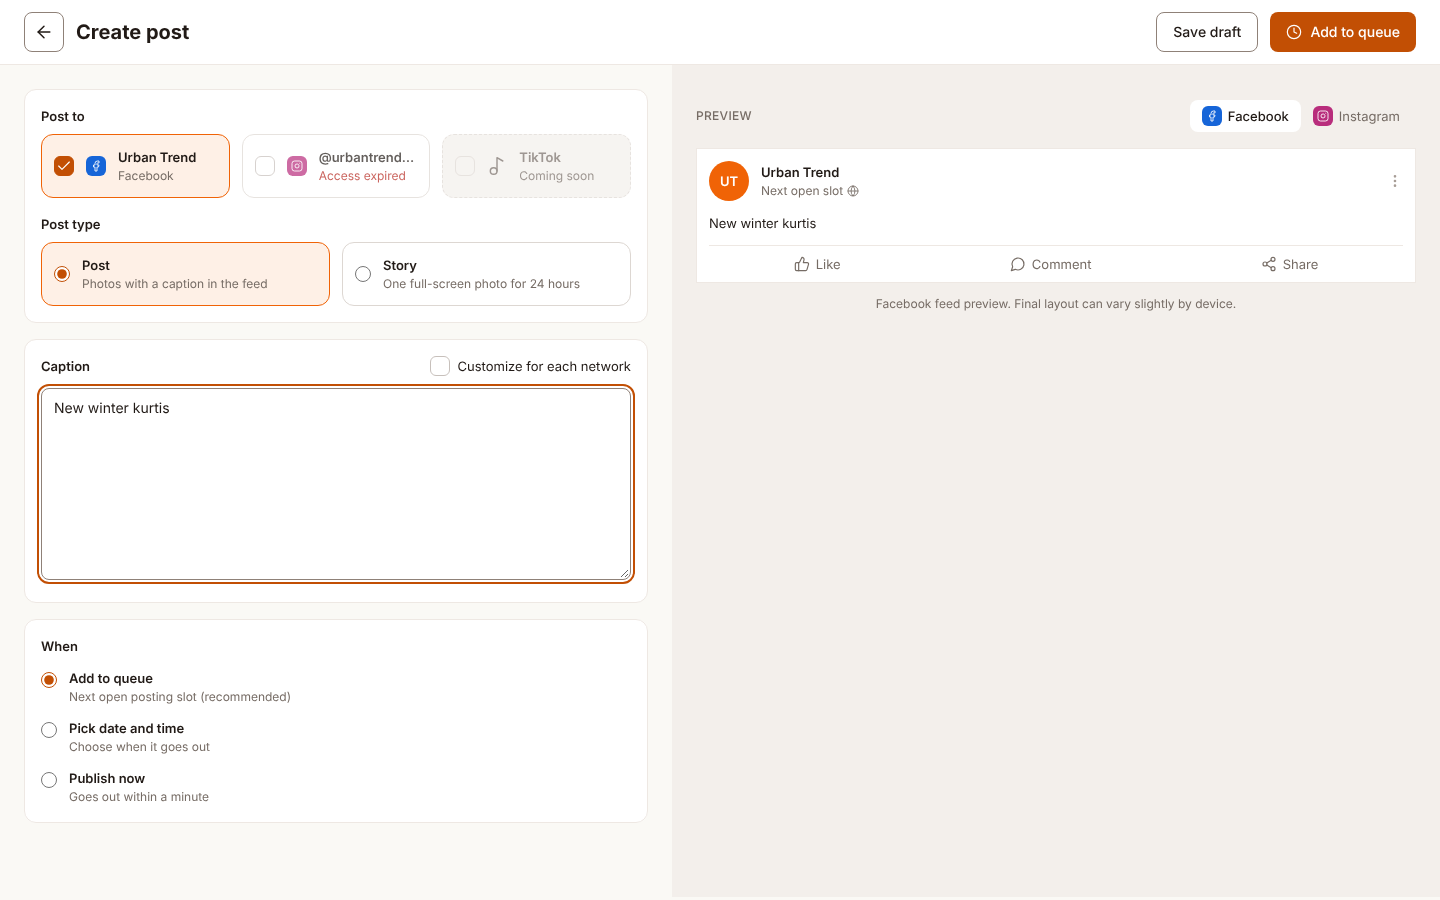 Create post
Save draft
Add to queue
Post to
Urban Trend
Facebook
@urbantrend...
Access expired
TikTok
Coming soon
Post type
Post
Photos with a caption in the feed
Story
One full-screen photo for 24 hours
Caption
Customize for each network
New winter kurtis
When
Add to queue
Next open posting slot (recommended)
Pick date and time
Choose when it goes out
Publish now
Goes out within a minute
PREVIEW
Facebook
Instagram
UT
Urban Trend
Next open slot
New winter kurtis
Like
Comment
Share
Facebook feed preview. Final layout can vary slightly by device.